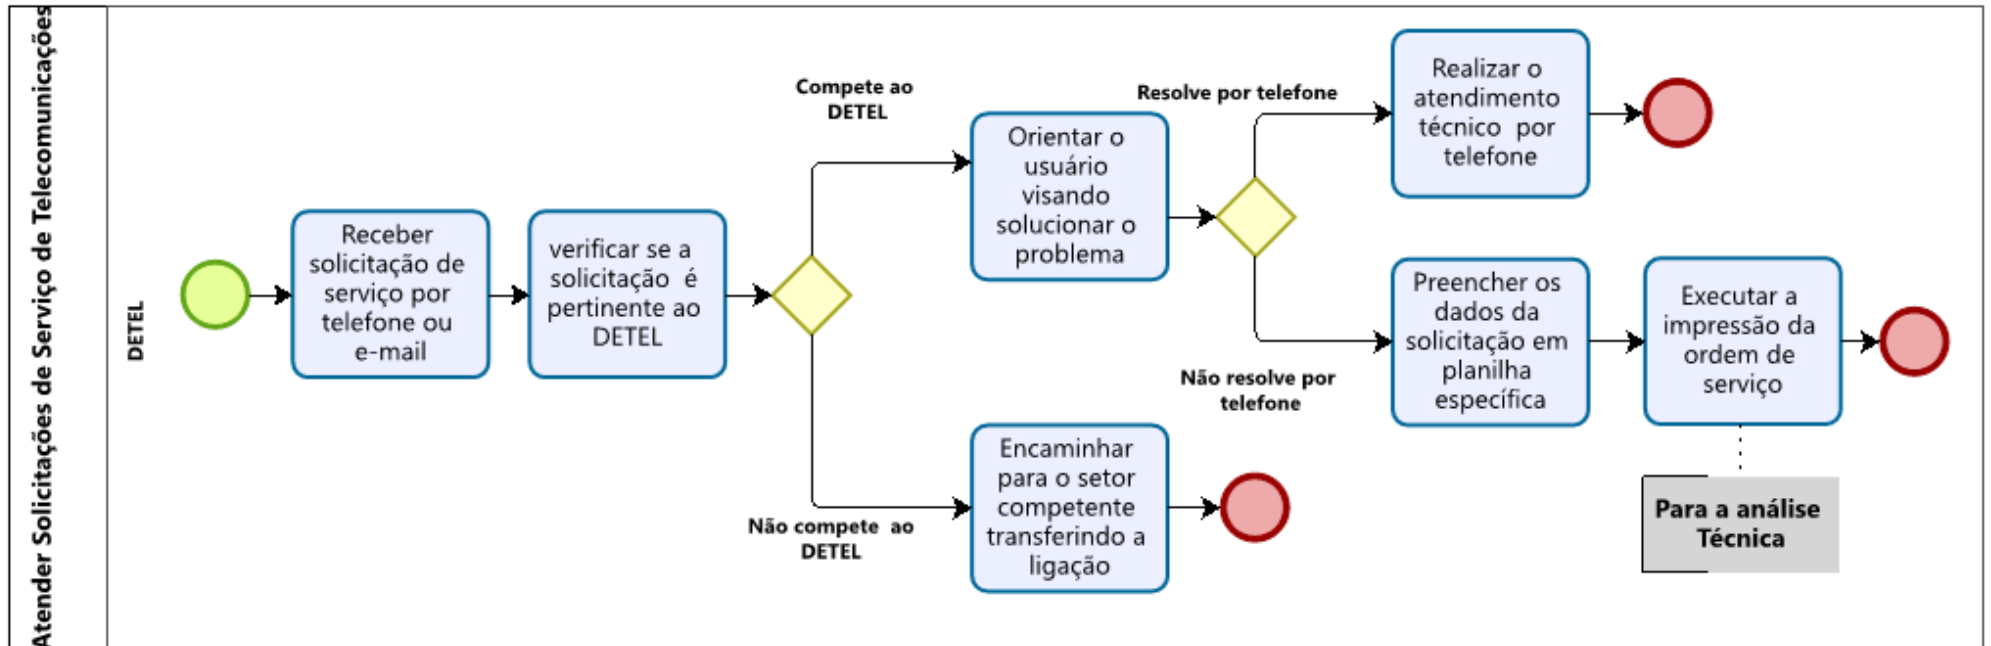 Atender Solicitações de Serviço de Telecomunicações
DETEL
Receber
solicitação de
serviço por
telefone ou
e-mail
verificar se a
solicitação é
pertinente ao
DETEL
Compete ao
DETEL
Não compete ao
DETEL
Orientar o
usuário
visando
solucionar o
problema
Encaminhar
para o setor
competente
transferindo a
ligação
Resolve por telefone
Não resolve por
telefone
Realizar o
atendimento
técnico por
telefone
Preencher os
dados da
solicitação em
planilha
específica
Executar a
impressão da
ordem de
serviço
Para a análise
Técnica